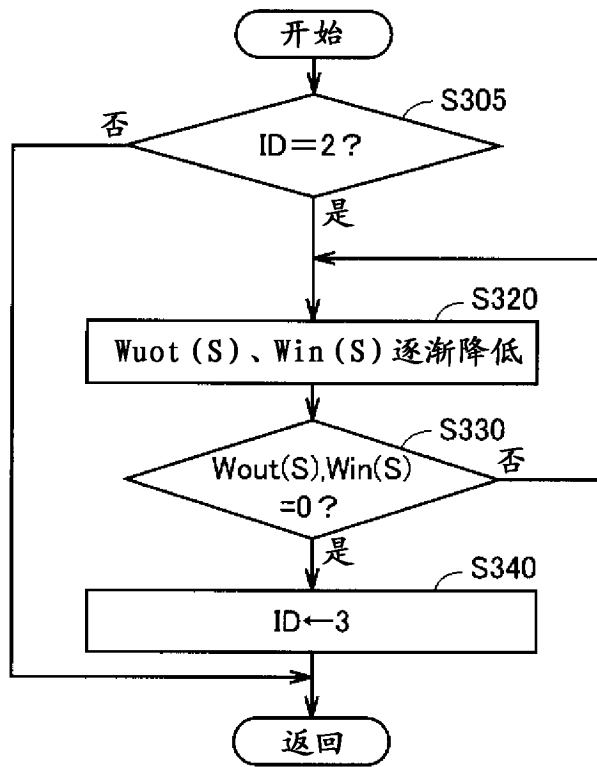 开始
S305
否
ID＝2？
是
S320
Wuot(S)、Win(S)逐渐降低
S330
Wout(S),Win(S)
=0？
否
是
S340
ID←3
返回